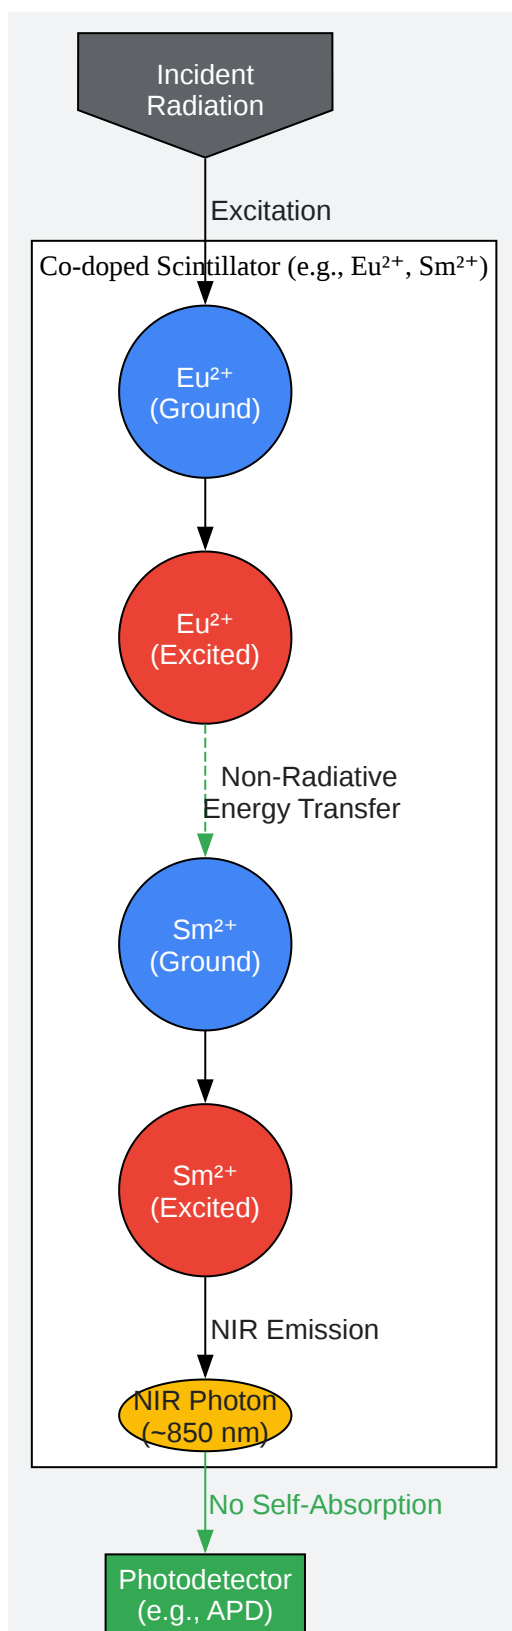 Incident
Radiation
Excitation
Co-doped Scintillator (e.g., Eu²⁺, Sm²⁺)
Eu²⁺
(Ground)
Eu²⁺
(Excited)
Non-Radiative
Energy Transfer
Sm²⁺
(Ground)
Sm²⁺
(Excited)
NIR Emission
NIR Photon
(~850 nm)
No Self-Absorption
Photodetector
(e.g., APD)